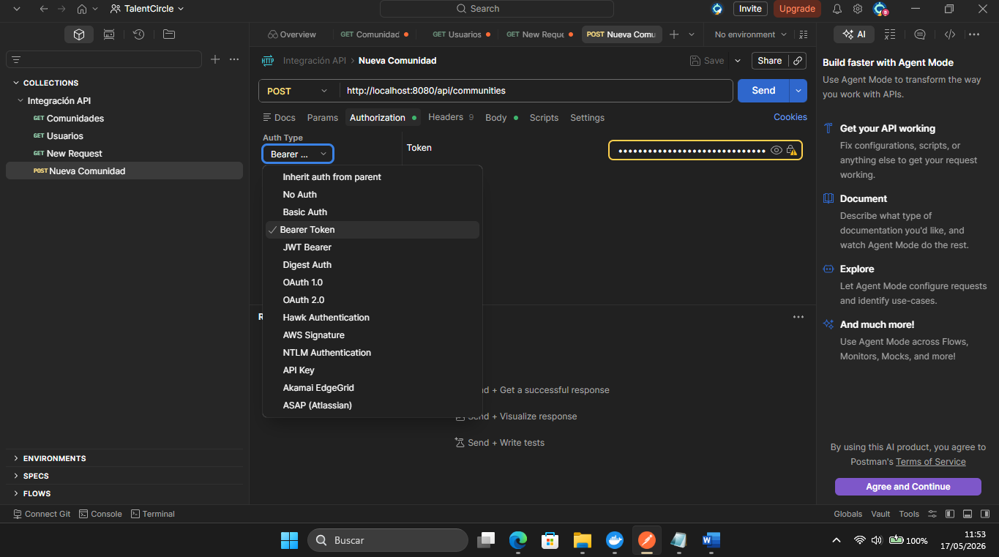 TalentCircle
Search
Invite
Upgrade
Overview
GET Comunidad
GET Usuarios
GET New Reque
POST Nueva Comu
No environment
AI
COLLECTIONS
Integración API
GET Comunidades
GET Usuarios
GET New Request
POST Nueva Comunidad
HTTP
Integración API > Nueva Comunidad
Save
Share
POST
http://localhost:8080/api/communities
Send
Docs
Params
Authorization
Headers 9
Body
Scripts
Settings
Cookies
Auth Type
Bearer ...
Token
Inherit auth from parent
No Auth
Basic Auth
Bearer Token
JWT Bearer
Digest Auth
OAuth 1.0
OAuth 2.0
Hawk Authentication
AWS Signature
NTLM Authentication
API Key
Akamai EdgeGrid
ASAP (Atlassian)
+ Get a successful response
Send + Visualize response
Send + Write tests
Build faster with Agent Mode
Use Agent Mode to transform the way
you work with APIs.
Get your API working
Fix configurations, scripts, or
anything else to get your request
working.
Document
Describe what type of
documentation you'd like, and
watch Agent Mode do the rest.
Explore
Let Agent Mode configure requests
and identify use-cases.
And much more!
Use Agent Mode across Flows,
Monitors, Mocks, and more!
By using this AI product, you agree to
Postman's Terms of Service
Agree and Continue
ENVIRONMENTS
SPECS
FLOWS
Connect Git
Console
Terminal
Globals
Vault
Tools
Buscar
100%
11:53
17/05/2026